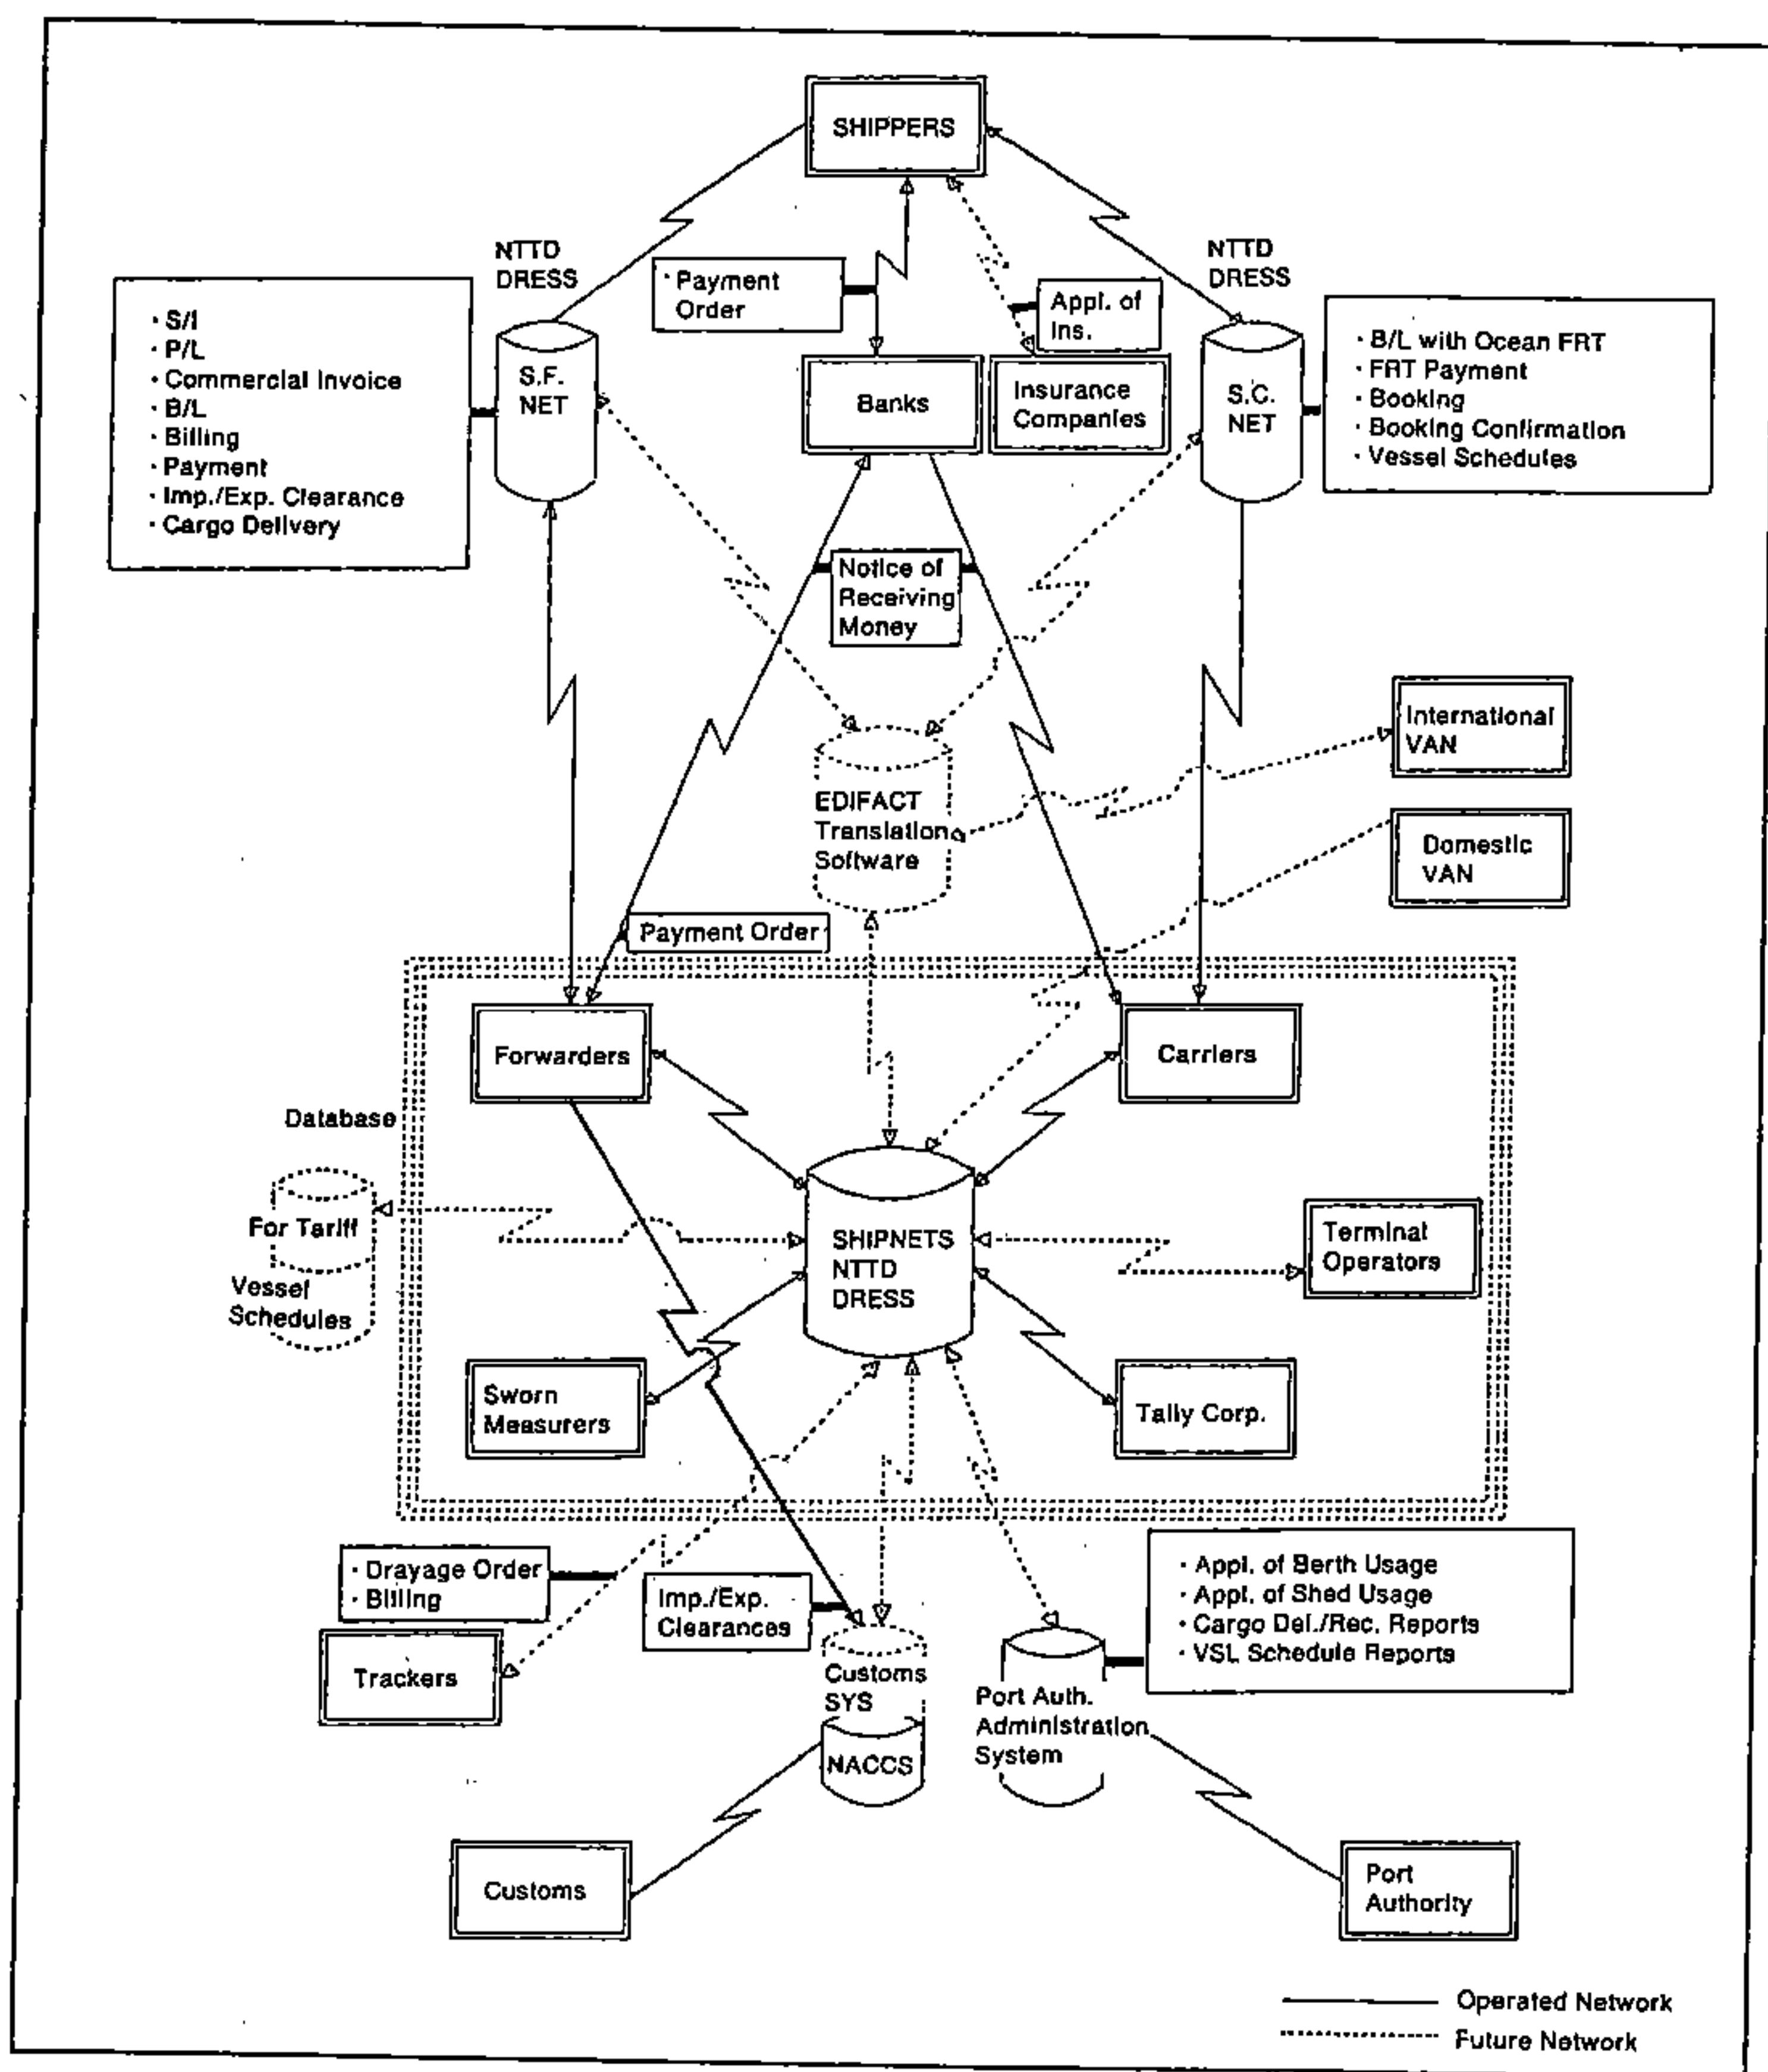 SHIPPERS
NTTD
DRESS
NTTD
DRESS
· Payment
Order
Appl. of
Ins.
· S/I
· P/L
· Commercial Invoice
· B/L
· Billing
· Payment
· Imp./Exp. Clearance
· Cargo Delivery
S.F.
NET
Banks
Insurance
Companies
S.C.
NET
· B/L with Ocean FRT
· FRT Payment
· Booking
· Booking Confirmation
· Vessel Schedules
Notice of
Receiving
Money
International
VAN
EDIFACT
Translation
Software
Domestic
VAN
Payment Order
Forwarders
Carriers
Database
For Tariff
Vessel
Schedules
SHIPNETS
NTTD
DRESS
Terminal
Operators
Sworn
Measurers
Tally Corp.
· Drayage Order
· Billing
Imp./Exp.
Clearances
· Appl. of Berth Usage
· Appl. of Shed Usage
· Cargo Del./Rec. Reports
· VSL Schedule Reports
Trackers
Customs
SYS
NACCS
Port Auth.
Administration
System
Customs
Port
Authority
Operated Network
Future Network